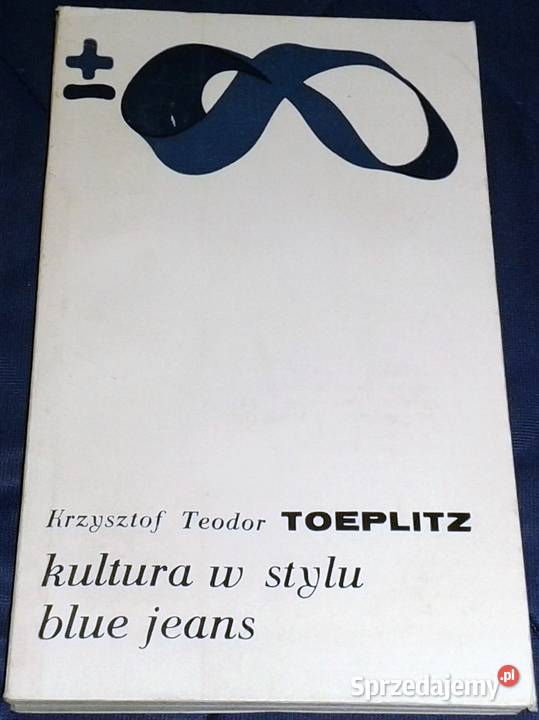 ±
Krzysztof Teodor TOEPLITZ
kultura w stylu
blue jeans
Sprzedajemy.pl